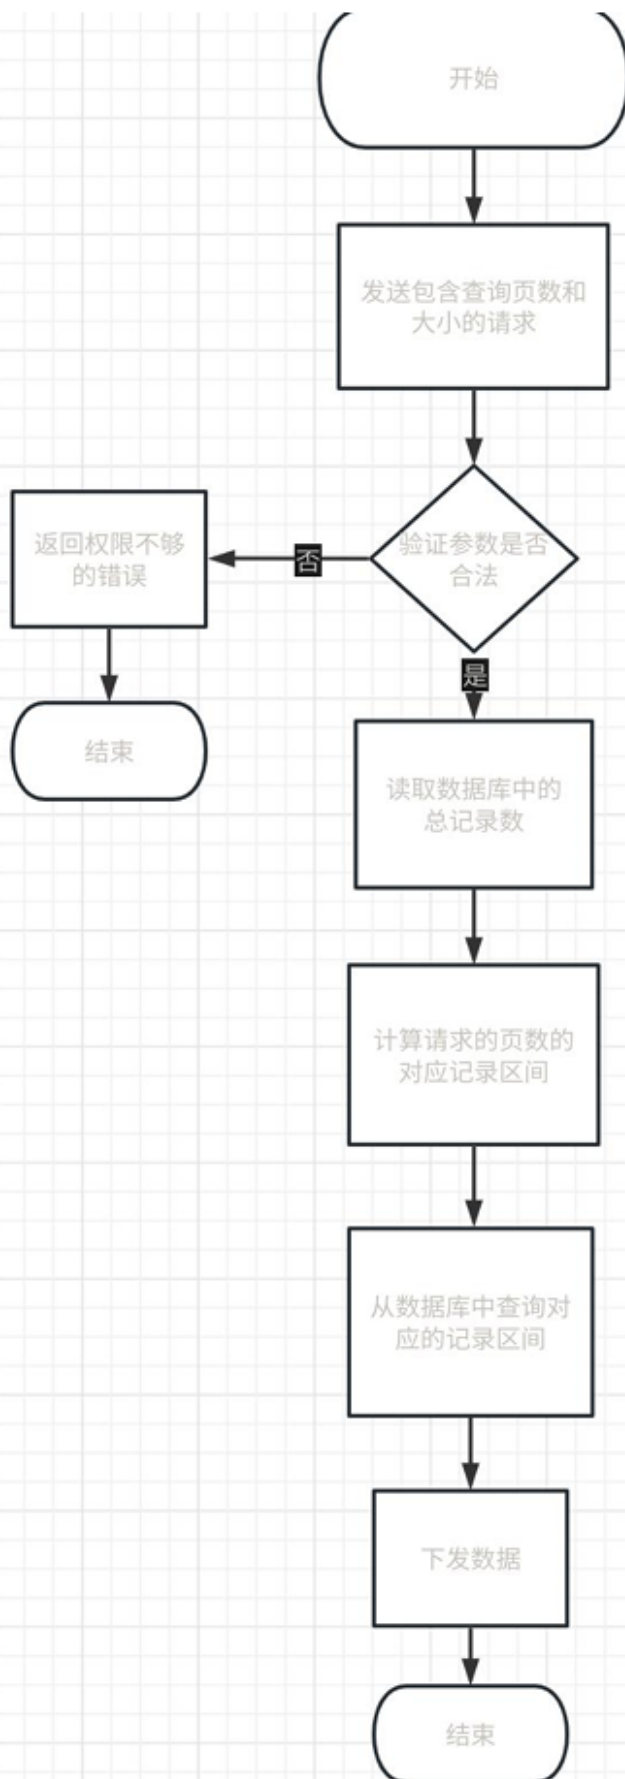 开始
发送包含查询页数和
大小的请求
验证参数是否
合法
否
返回权限不够
的错误
结束
是
读取数据库中的
总记录数
计算请求的页数的
对应记录区间
从数据库中查询对
应的记录区间
下发数据
结束